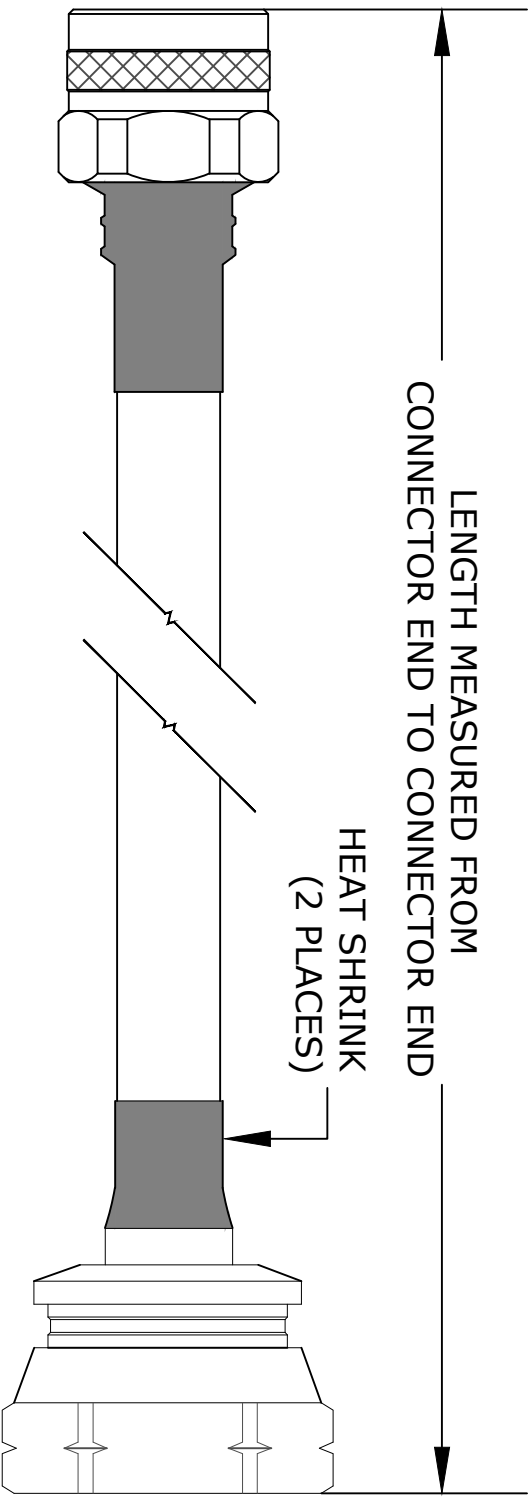 LENGTH MEASURED FROM
CONNECTOR END TO CONNECTOR END
HEAT SHRINK
(2 PLACES)